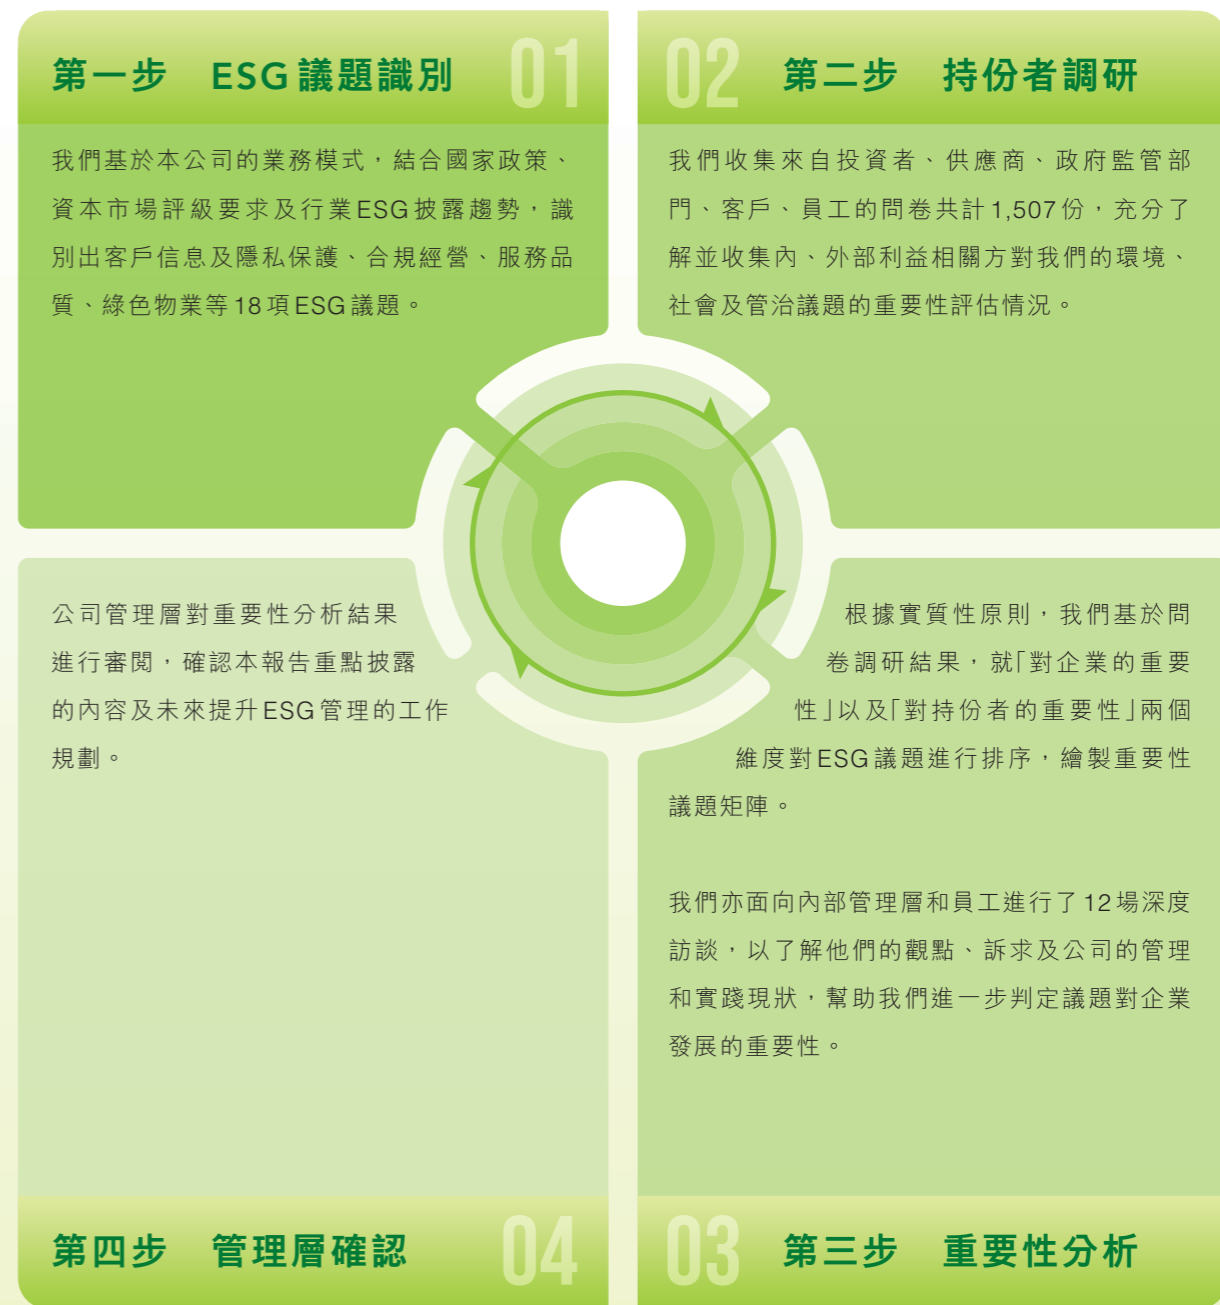 第一步 ESG議題識別 01
我們基於本公司的業務模式，結合國家政策、
資本市場評級要求及行業ESG披露趨勢，識
別出客戶信息及隱私保護、合規經營、服務品
質、綠色物業等18項ESG議題。
02 第二步 持份者調研
我們收集來自投資者、供應商、政府監管部
門、客戶、員工的問卷共計1,507份，充分了
解並收集內、外部利益相關方對我們的環境、
社會及管治議題的重要性評估情況。
根據實質性原則，我們基於問
卷調研結果，就「對企業的重要
性」以及「對持份者的重要性」兩個
維度對ESG議題進行排序，繪製重要性
議題矩陣。
我們亦面向內部管理層和員工進行了12場深度
訪談，以了解他們的觀點、訴求及公司的管理
和實踐現狀，幫助我們進一步判定議題對企業
發展的重要性。
03 第三步 重要性分析
公司管理層對重要性分析結果
進行審閱，確認本報告重點披露
的內容及未來提升ESG管理的工作
規劃。
第四步 管理層確認 04